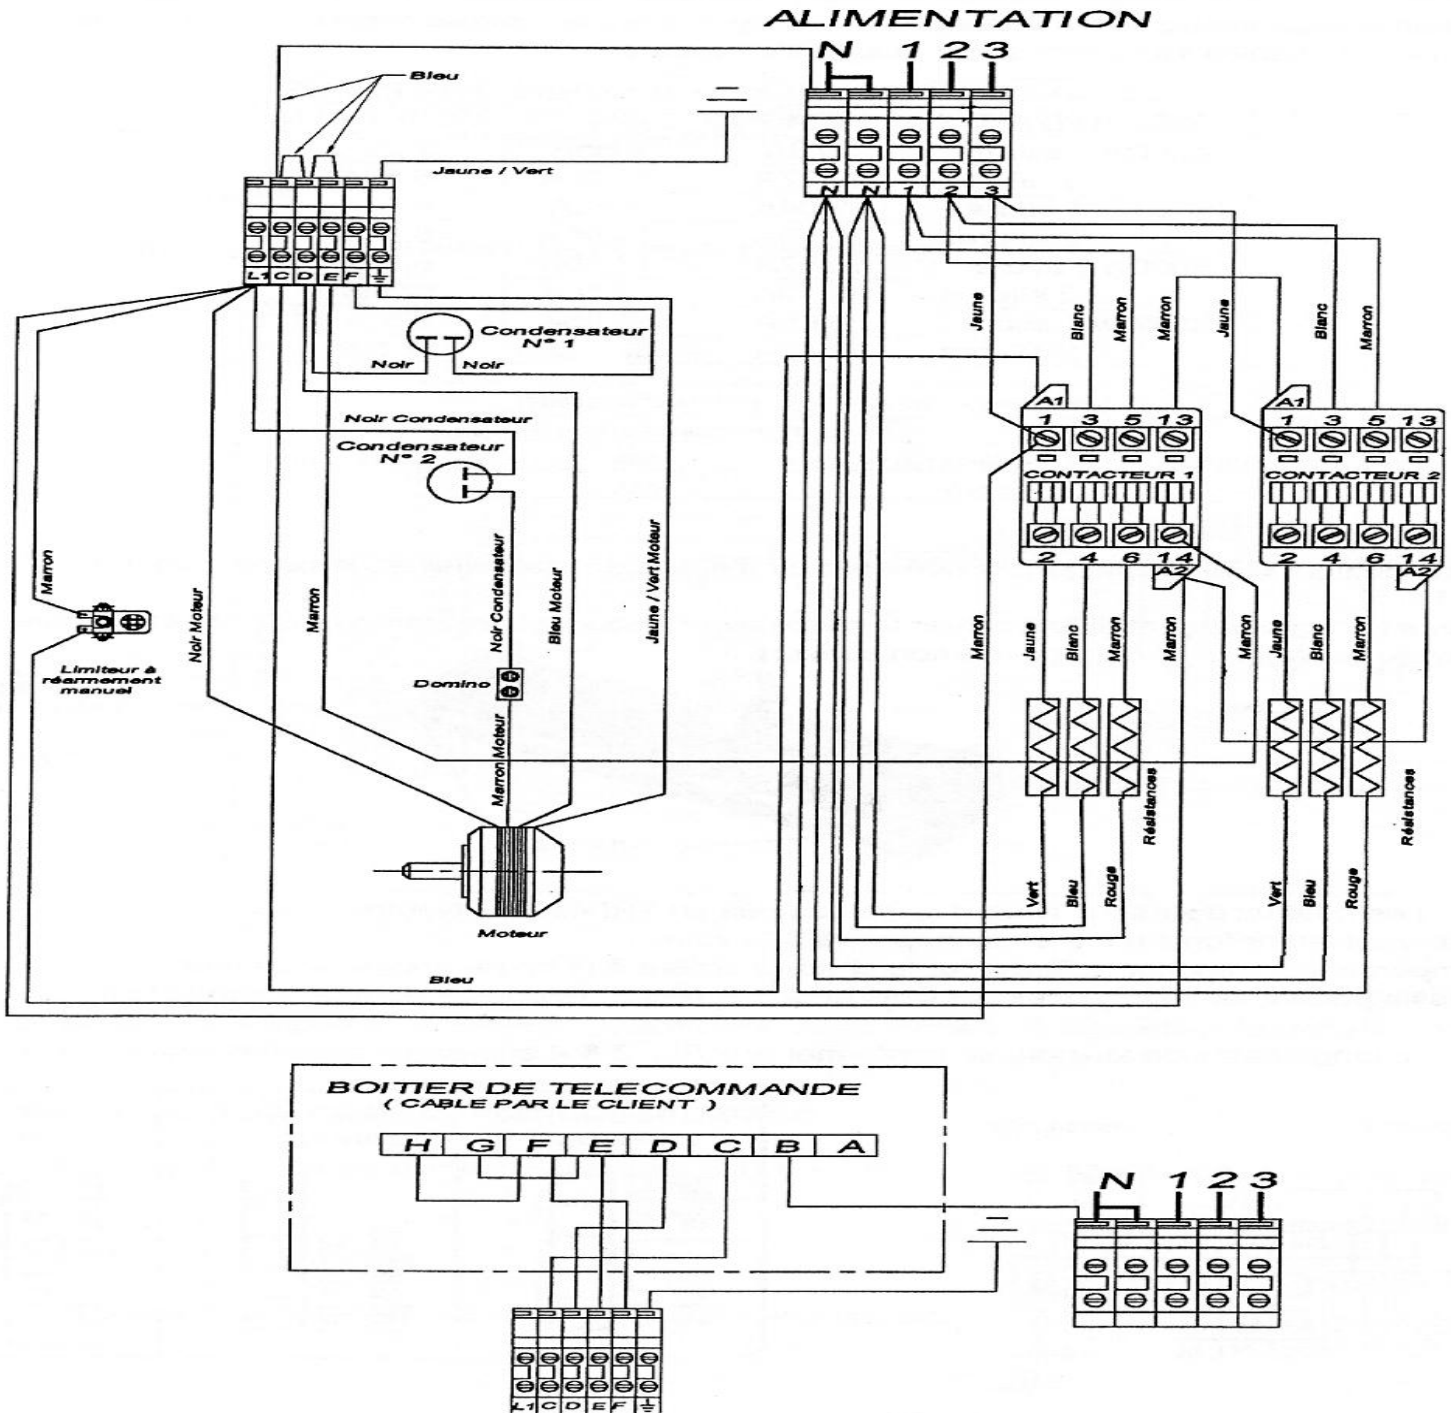 ALIMENTATION
N 1 2 3
Bleu
Jaune / Vert
N N 1 2 3
L1 C D E F
Condensateur
N° 1
Noir Noir
Noir Condensateur
Condensateur
N° 2
Jaune Blanc Marron Marron Jaune Blanc Marron
A1 A1
1 3 5 13 1 3 5 13
CONTACTEUR 1 CONTACTEUR 2
2 4 6 14 2 4 6 14
A2 A2
Marron
Noir Moteur
Marron
Noir Condensateur
Bleu Moteur
Jaune / Vert Moteur
Marron Jaune Blanc Marron Marron Marron Jaune Blanc Marron
Limiteur à
réarmement
manuel
Domino
Marron Moteur
Résistances Résistances
Vert Bleu Rouge Vert Bleu Rouge
Moteur
Bleu
BOITIER DE TELECOMMANDE
( CABLE PAR LE CLIENT )
H G F E D C B A
N 1 2 3
L1 C D E F